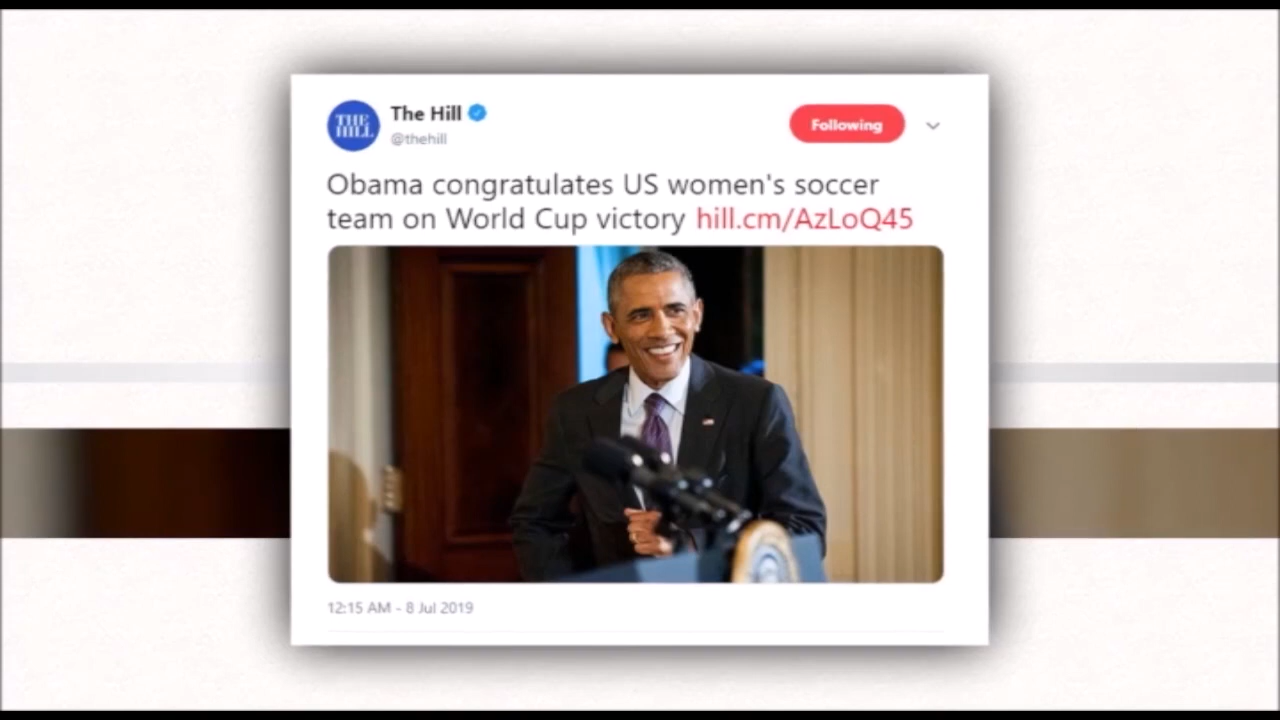 THE
HILL
The Hill
@thehill
Following
Obama congratulates US women's soccer
team on World Cup victory hill.cm/AzLoQ45
12:15 AM - 8 Jul 2019